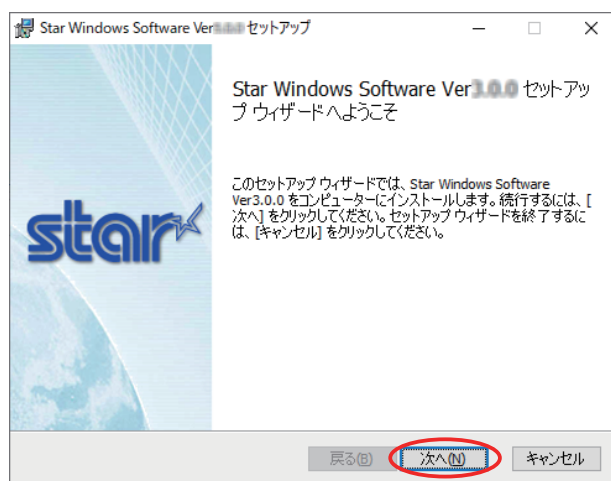 Star Windows Software Ver セットアップ
Star Windows Software Ver3.0.0 セットアッ
プ ウィザードへようこそ
このセットアップ ウィザードでは、Star Windows Software
Ver3.0.0 をコンピューターにインストールします。続行するには、[
次へ] をクリックしてください。セットアップ ウィザードを終了するに
は、[キャンセル] をクリックしてください。
star
戻る(B) 次へ(N) キャンセル